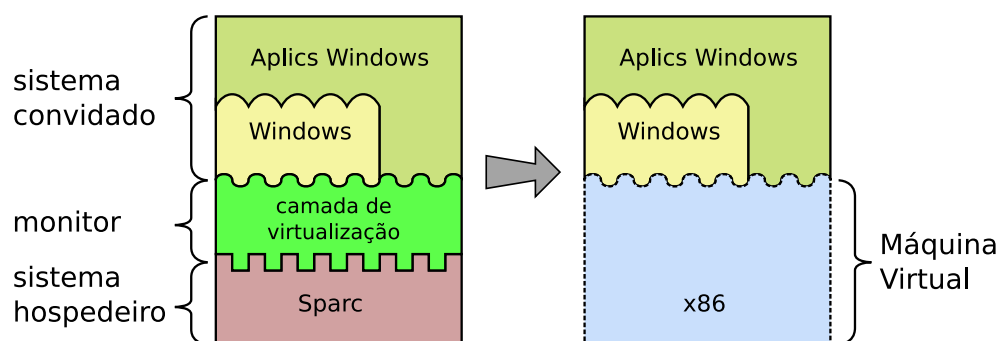 sistema
convidado
monitor
sistema
hospedeiro
Aplics Windows
Windows
camada de
virtualização
Sparc
Aplics Windows
Windows
x86
Máquina
Virtual